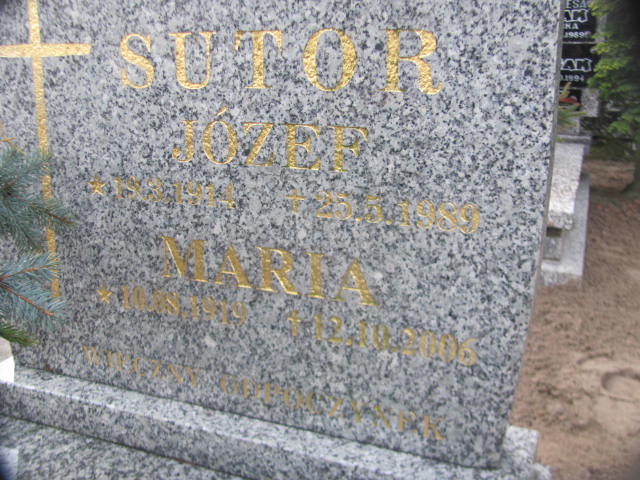 SUTOR
JÓZEF
* 18.3.1914 + 25.5.1989
MARIA
* 10.08.1919 + 12.10.2006
WIECZNY ODPOCZYNEK